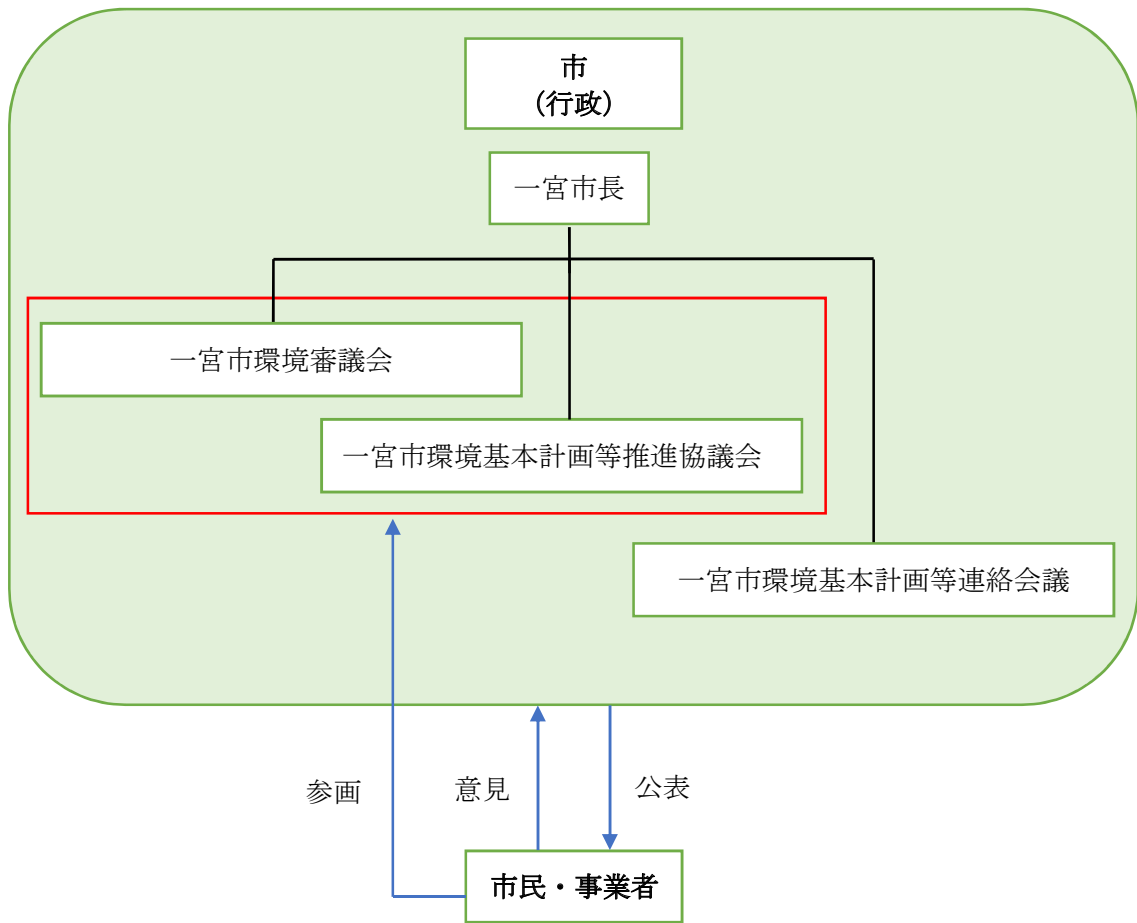 市
（行政）
一宮市長
一宮市環境審議会
一宮市環境基本計画等推進協議会
一宮市環境基本計画等連絡会議
参画
意見
公表
市民・事業者